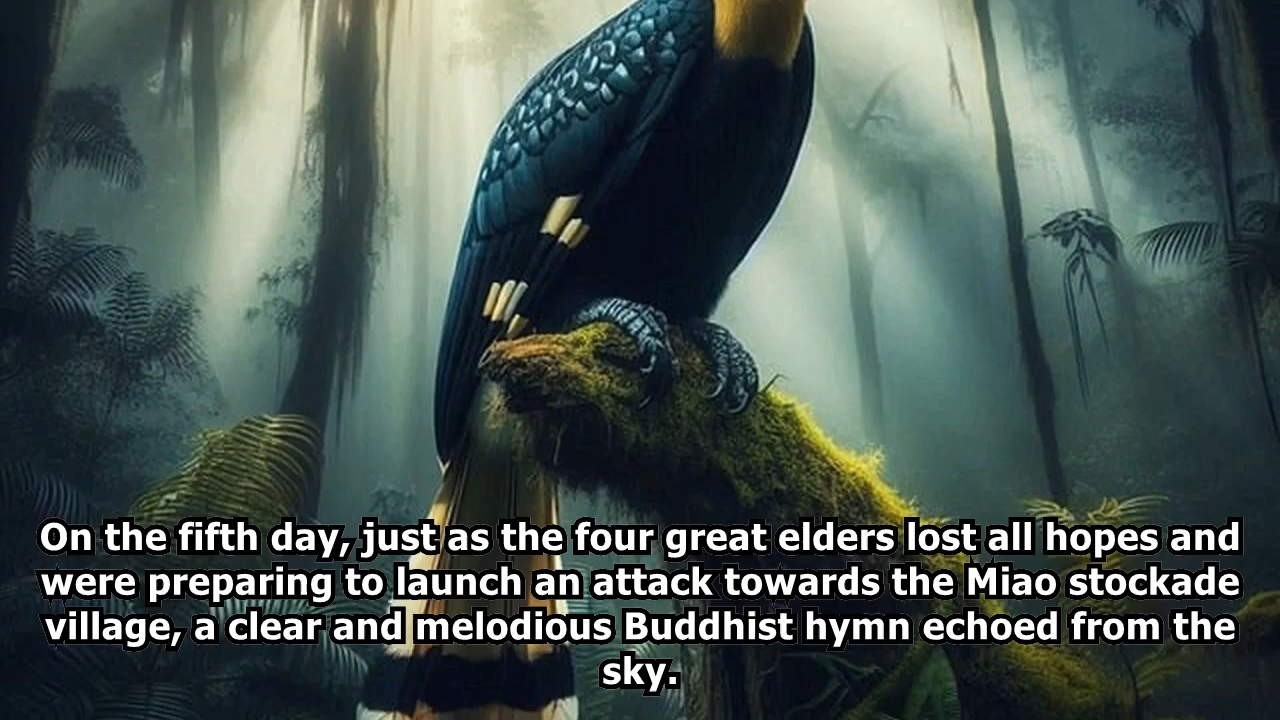 On the fifth day, just as the four great elders lost all hopes and
were preparing to launch an attack towards the Miao stockade
village, a clear and melodious Buddhist hymn echoed from the
sky.